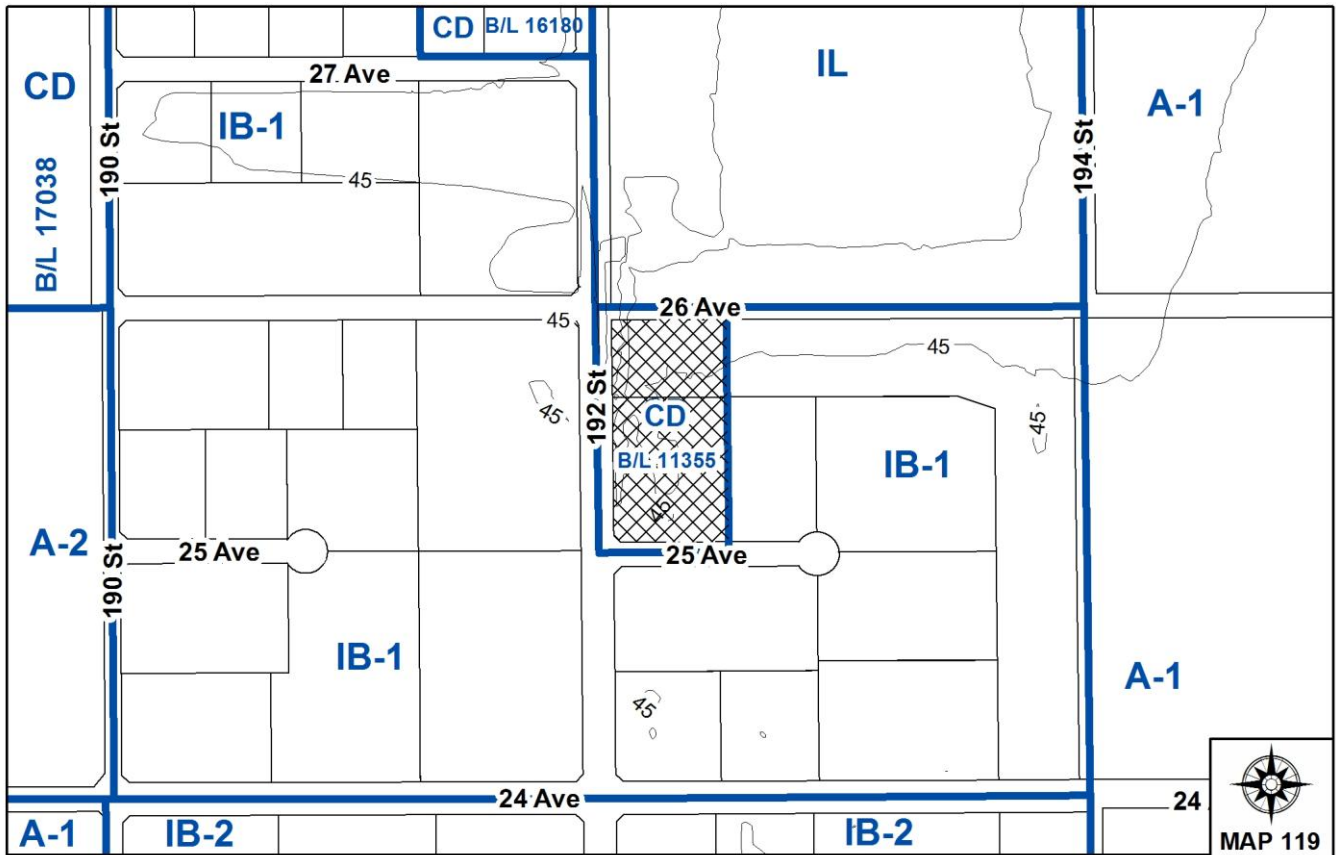 CD B/L 16180
27 Ave
IL
CD
IB-1
A-1
190 St
194 St
B/L 17038
45
26 Ave
45
45
192 St
45
CD
45
B/L 11355
IB-1
45
A-2
25 Ave
25 Ave
190 St
IB-1
A-1
45
24 Ave
24
A-1
IB-2
IB-2
MAP 119